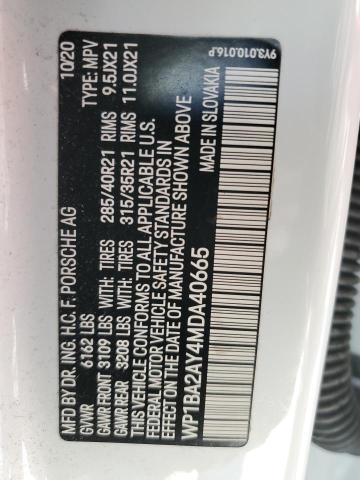 MFD BY DR. ING. H.C. F. PORSCHE AG 10/20
GVWR 6162 LBS TYPE: MPV
GAWR FRONT 3109 LBS WITH: TIRES 285/40R21 RIMS 9.5JX21
GAWR REAR 3208 LBS WITH: TIRES 315/35R21 RIMS 11.0JX21
THIS VEHICLE CONFORMS TO ALL APPLICABLE U.S.
FEDERAL MOTOR VEHICLE SAFETY STANDARDS IN
EFFECT ON THE DATE OF MANUFACTURE SHOWN ABOVE
WP1BA2AY4MDA40665
MADE IN SLOVAKIA
9Y3.010.016.P